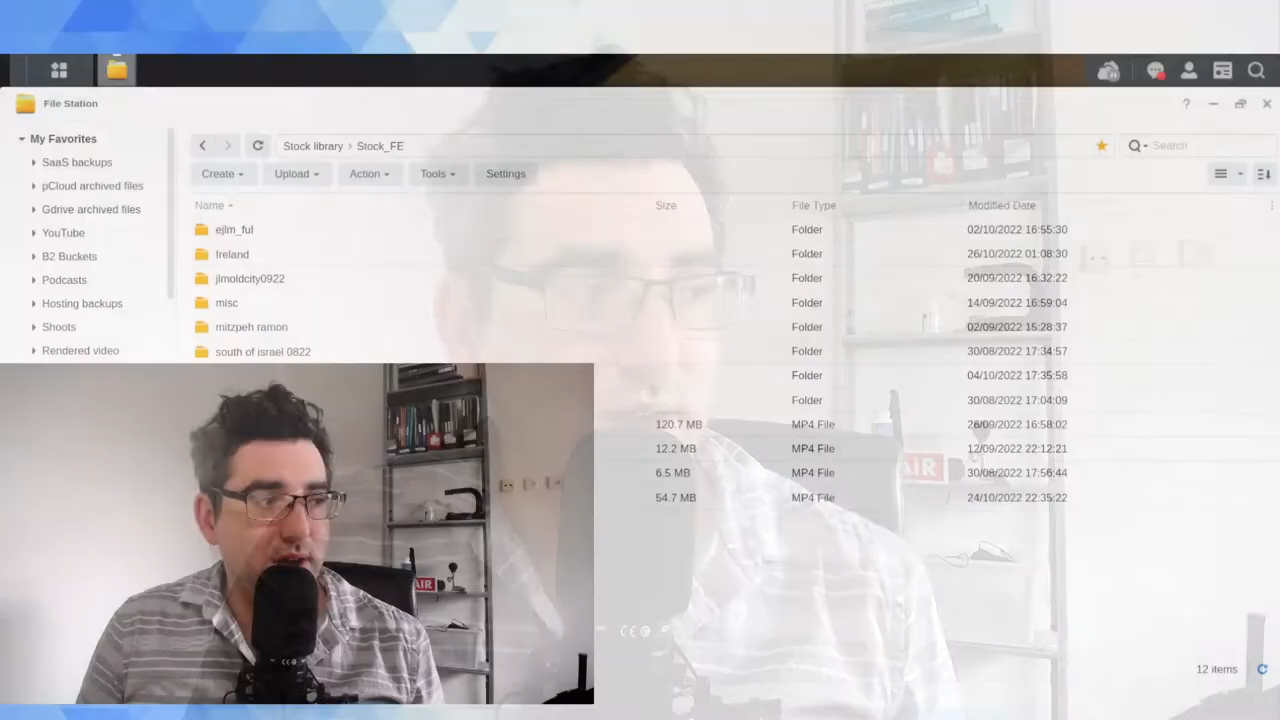 File Station
My Favorites
SaaS backups
pCloud archived files
Gdrive archived files
YouTube
B2 Buckets
Podcasts
Hosting backups
Shoots
Rendered video
Stock library › Stock_FE
Search
Create
Upload
Action
Tools
Settings
Name Size File Type Modified Date
ejlm_ful Folder 02/10/2022 16:55:30
Ireland Folder 26/10/2022 01:08:30
jlmoldcity0922 Folder 20/09/2022 16:32:22
misc Folder 14/09/2022 16:59:04
mitzpeh ramon Folder 02/09/2022 15:28:37
south of israel 0822 Folder 30/08/2022 17:34:57
Folder 04/10/2022 17:35:58
Folder 30/08/2022 17:04:09
120.7 MB MP4 File 26/09/2022 16:58:02
12.2 MB MP4 File 12/09/2022 22:12:21
6.5 MB MP4 File 30/08/2022 17:56:44
54.7 MB MP4 File 24/10/2022 22:35:22
AIR
AIR
CE
CE
12 items